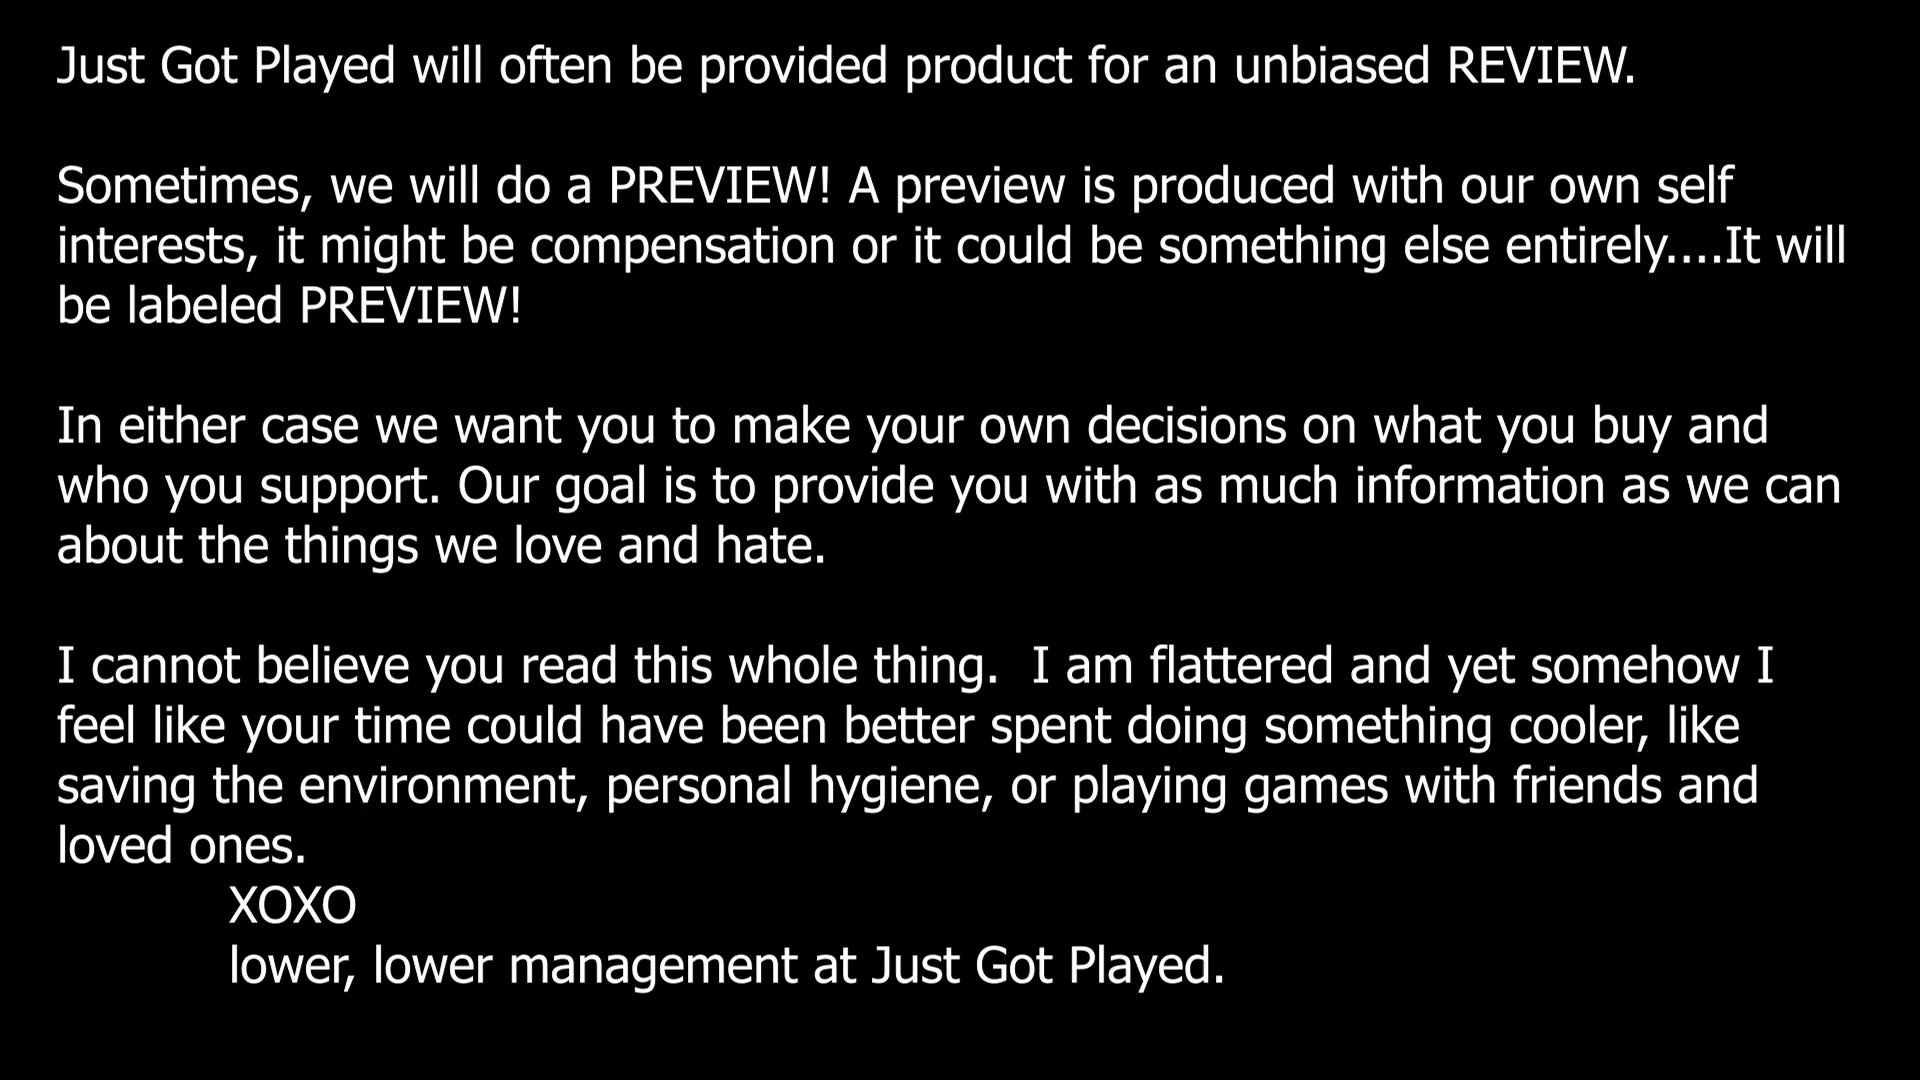 Just Got Played will often be provided product for an unbiased REVIEW.
Sometimes, we will do a PREVIEW! A preview is produced with our own self
interests, it might be compensation or it could be something else entirely....It will
be labeled PREVIEW!
In either case we want you to make your own decisions on what you buy and
who you support. Our goal is to provide you with as much information as we can
about the things we love and hate.
I cannot believe you read this whole thing.  I am flattered and yet somehow I
feel like your time could have been better spent doing something cooler, like
saving the environment, personal hygiene, or playing games with friends and
loved ones.
XOXO
lower, lower management at Just Got Played.